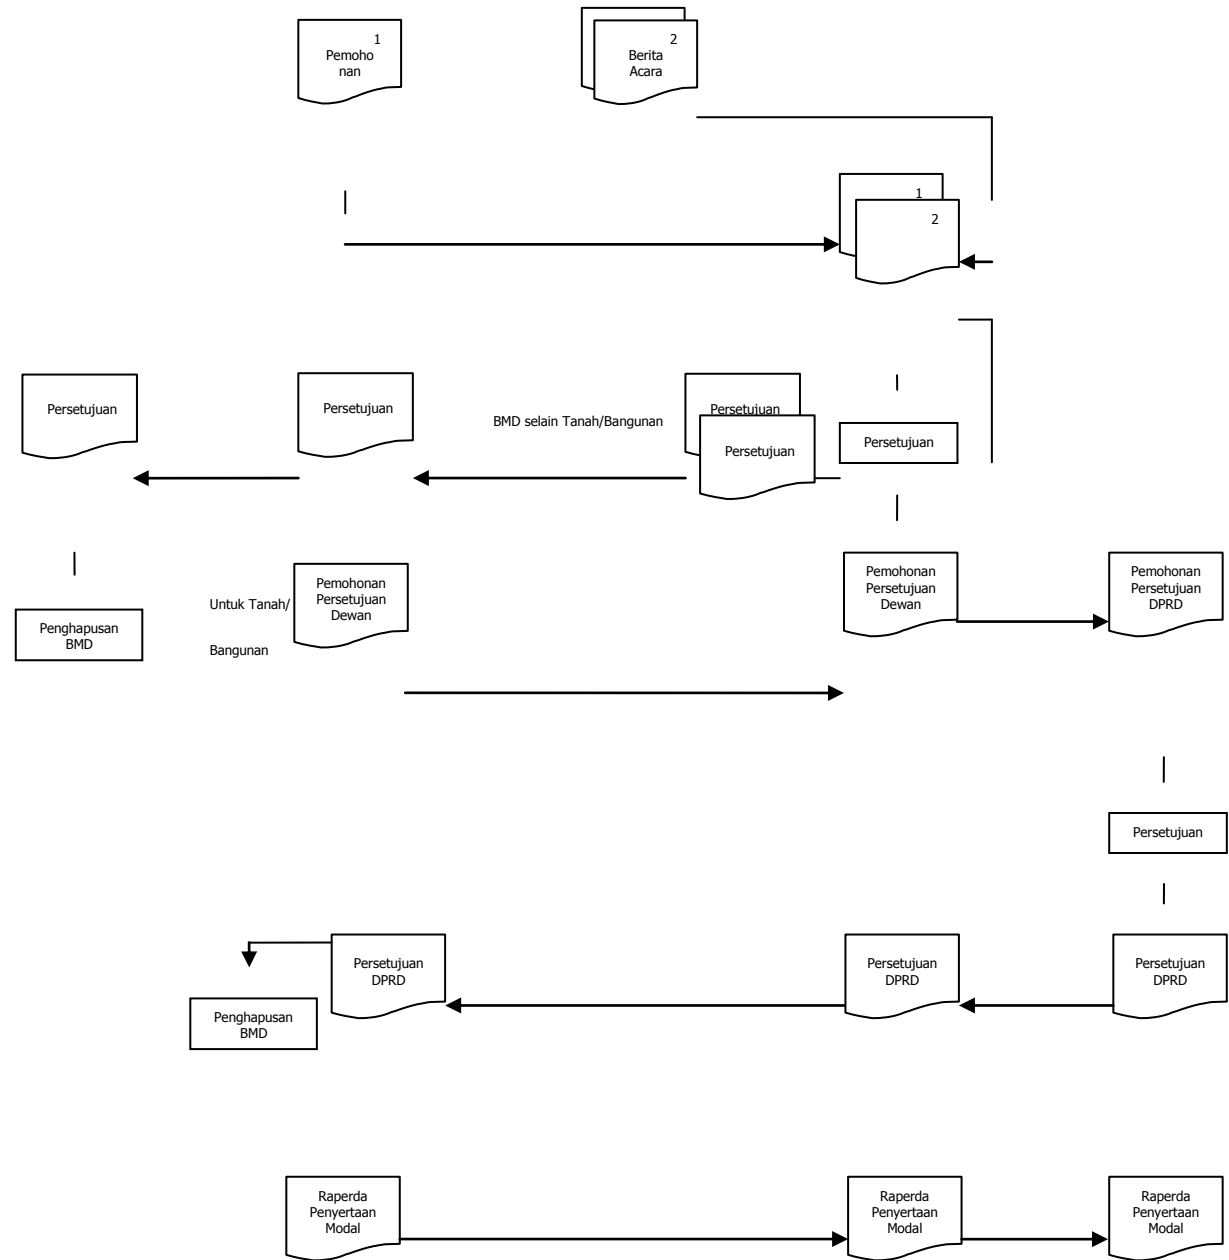 1
Pemoho
nan
2
Berita
Acara
1
2
Persetujuan
Persetujuan
BMD selain Tanah/Bangunan
Persetujuan
Persetujuan
Persetujuan
Penghapusan
BMD
Untuk Tanah/
Bangunan
Pemohonan
Persetujuan
Dewan
Pemohonan
Persetujuan
Dewan
Pemohonan
Persetujuan
DPRD
Persetujuan
Penghapusan
BMD
Persetujuan
DPRD
Persetujuan
DPRD
Persetujuan
DPRD
Raperda
Penyertaan
Modal
Raperda
Penyertaan
Modal
Raperda
Penyertaan
Modal